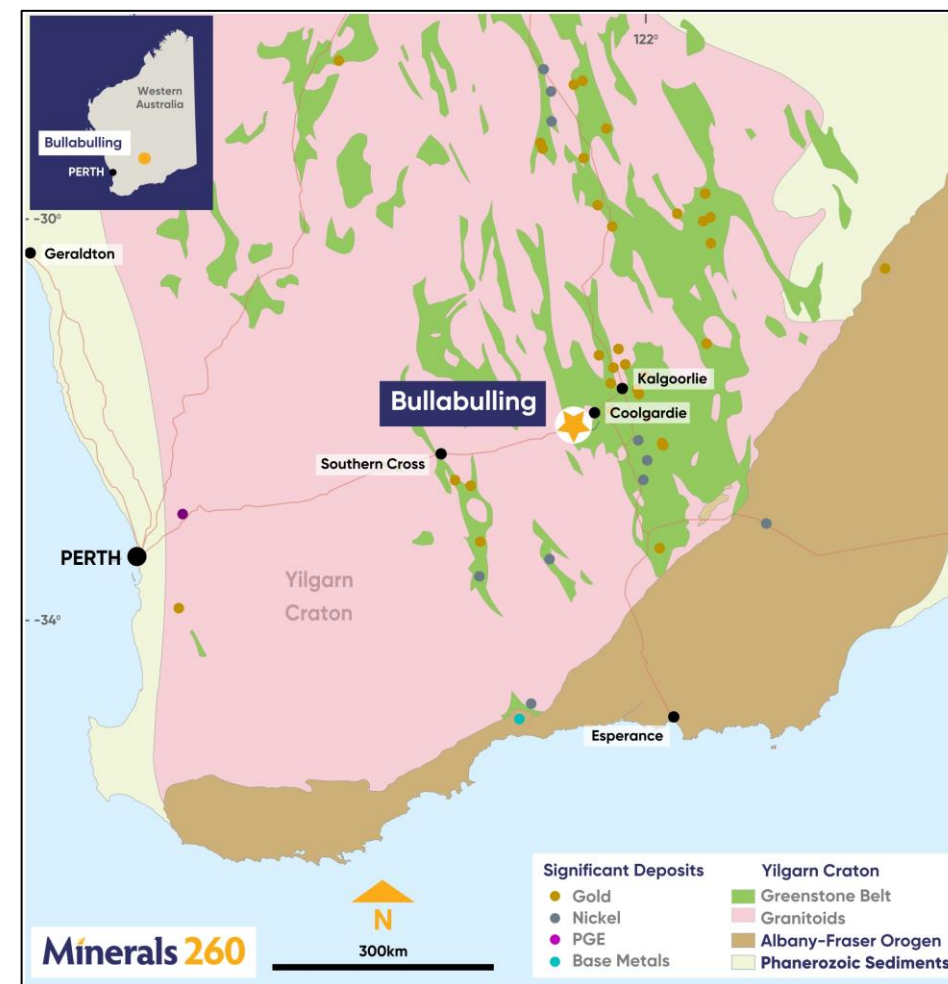 122°
Western
Australia
Bullabulling
PERTH
-30°
Geraldton
Kalgoorlie
Bullabulling
Coolgardie
Southern Cross
PERTH
Yilgarn
Craton
-34°
Esperance
N
300km
Minerals 260
Significant Deposits
Gold
Nickel
PGE
Base Metals
Yilgarn Craton
Greenstone Belt
Granitoids
Albany-Fraser Orogen
Phanerozoic Sediments